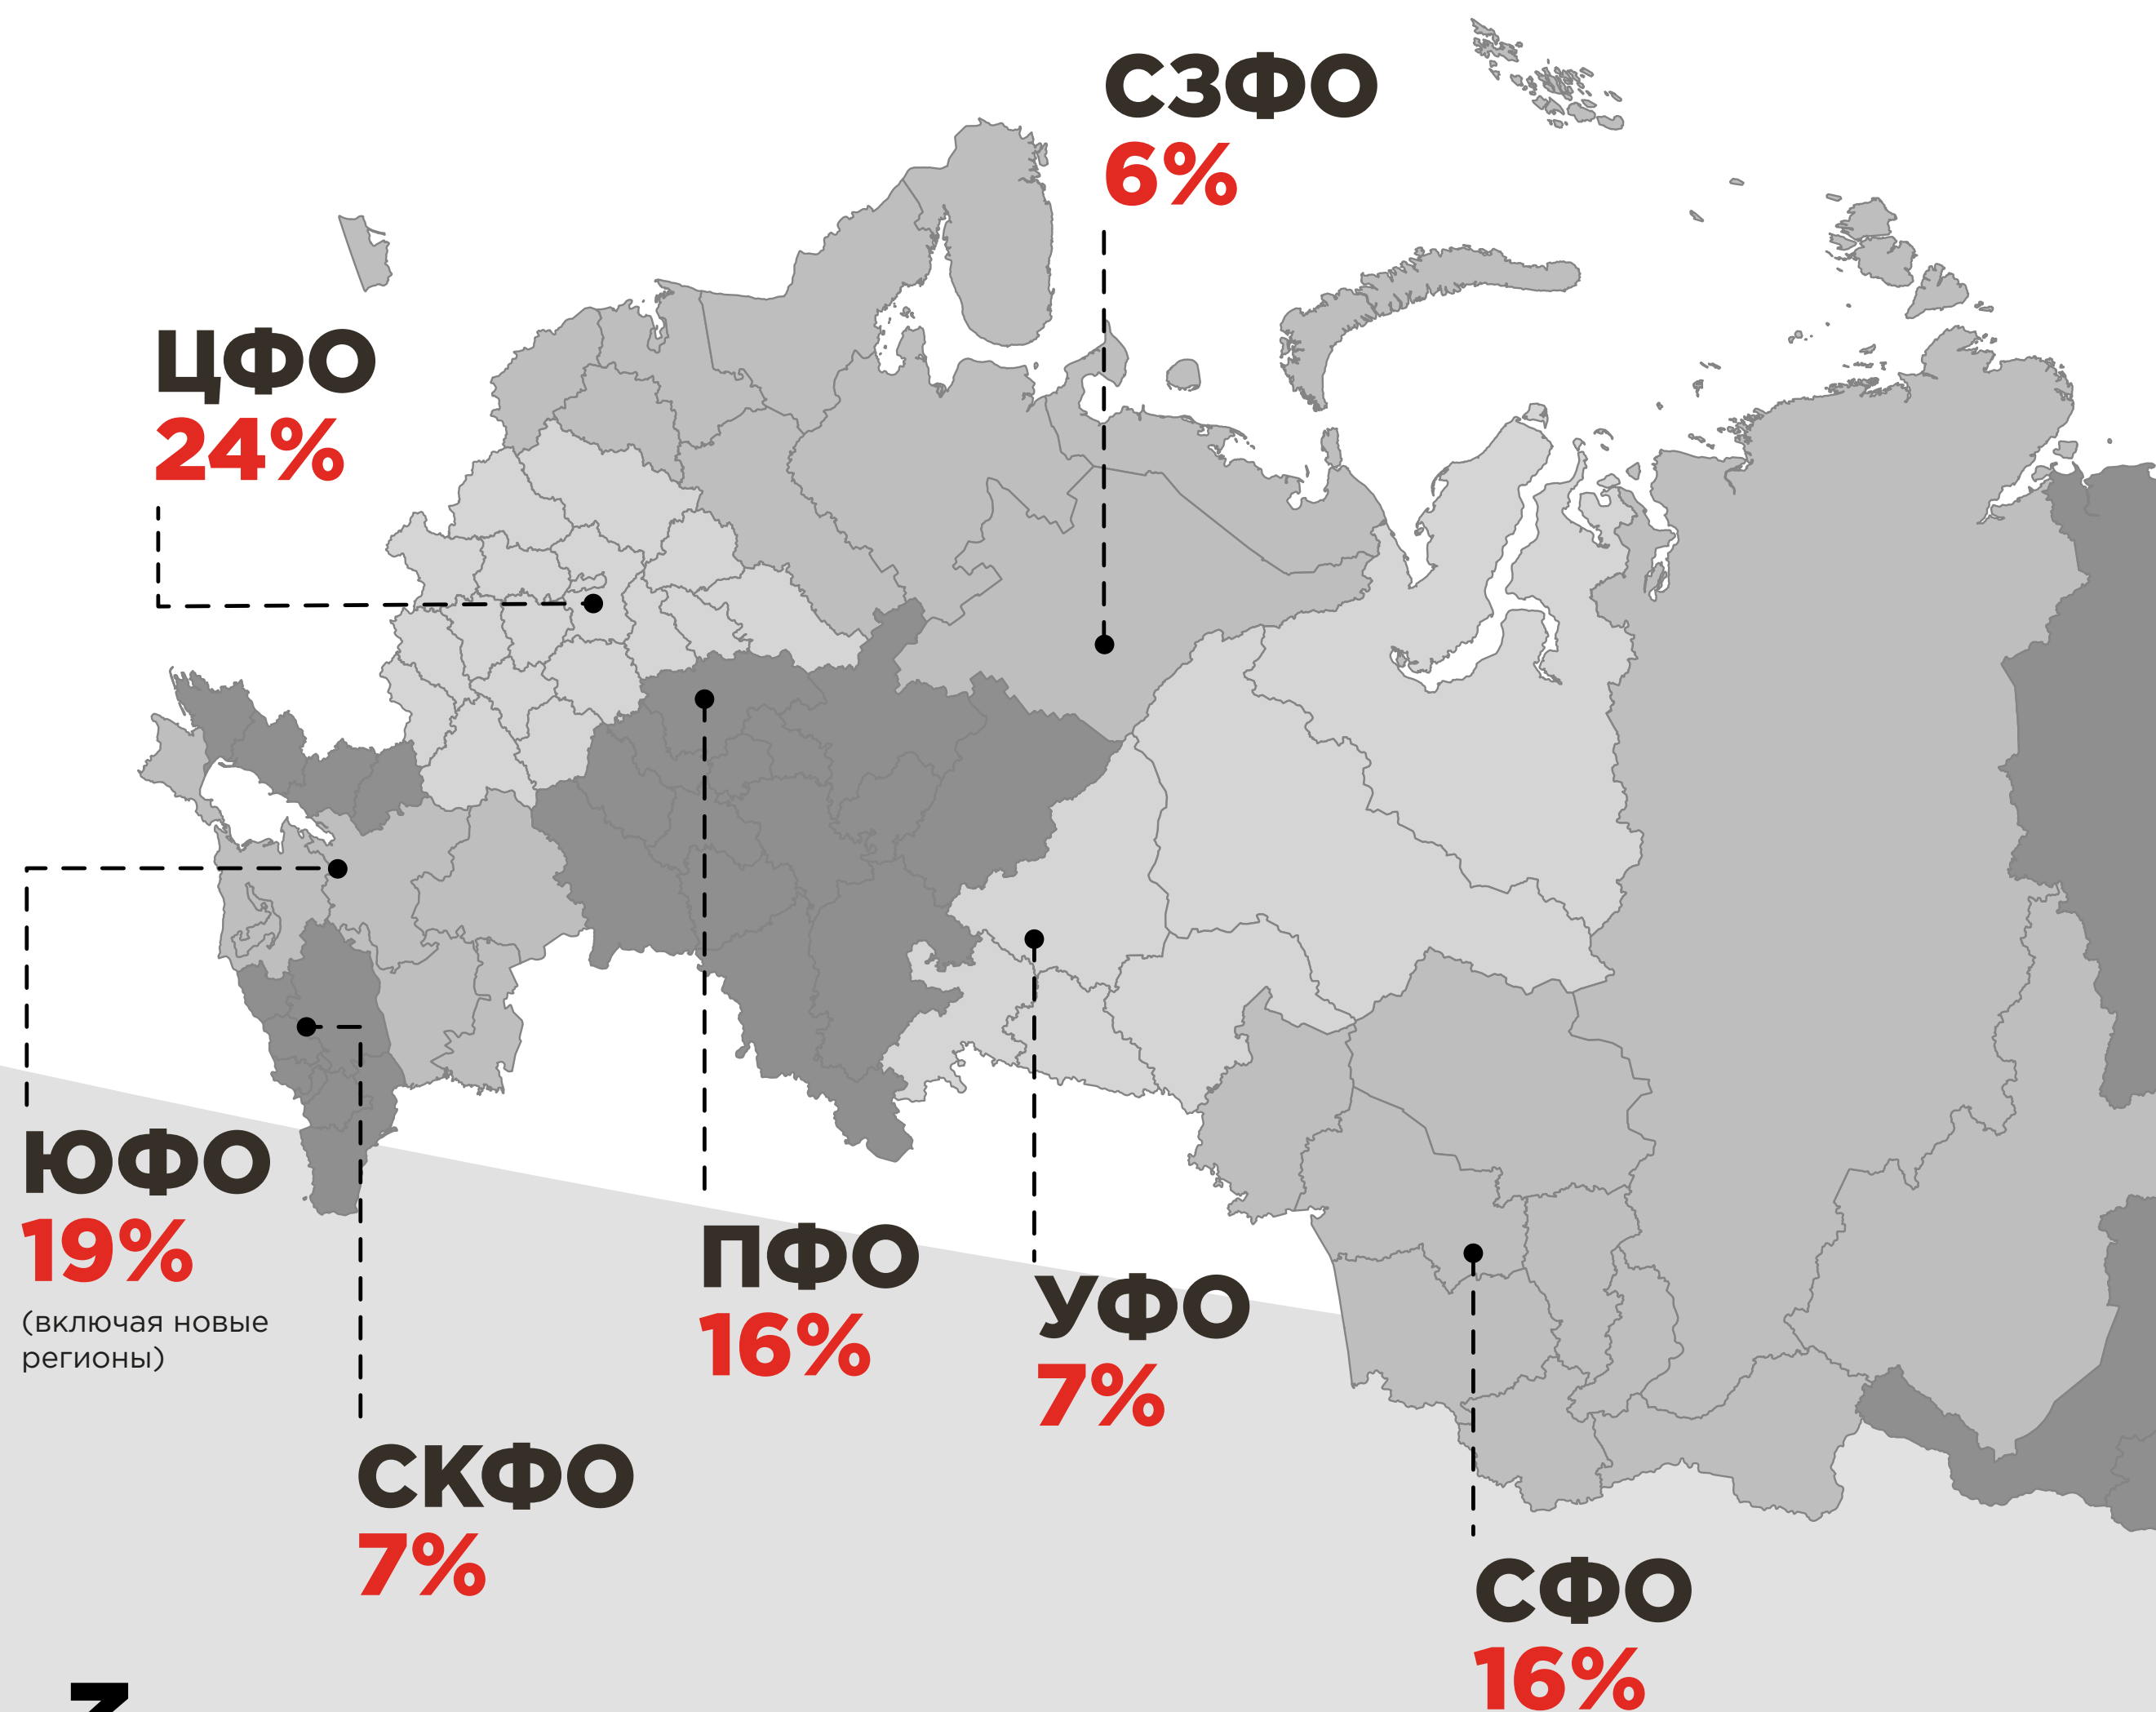 СЗФО
6%
ЦФО
24%
ЮФО
19%
(включая новые
регионы)
ПФО
16%
УФО
7%
СКФО
7%
СФО
16%